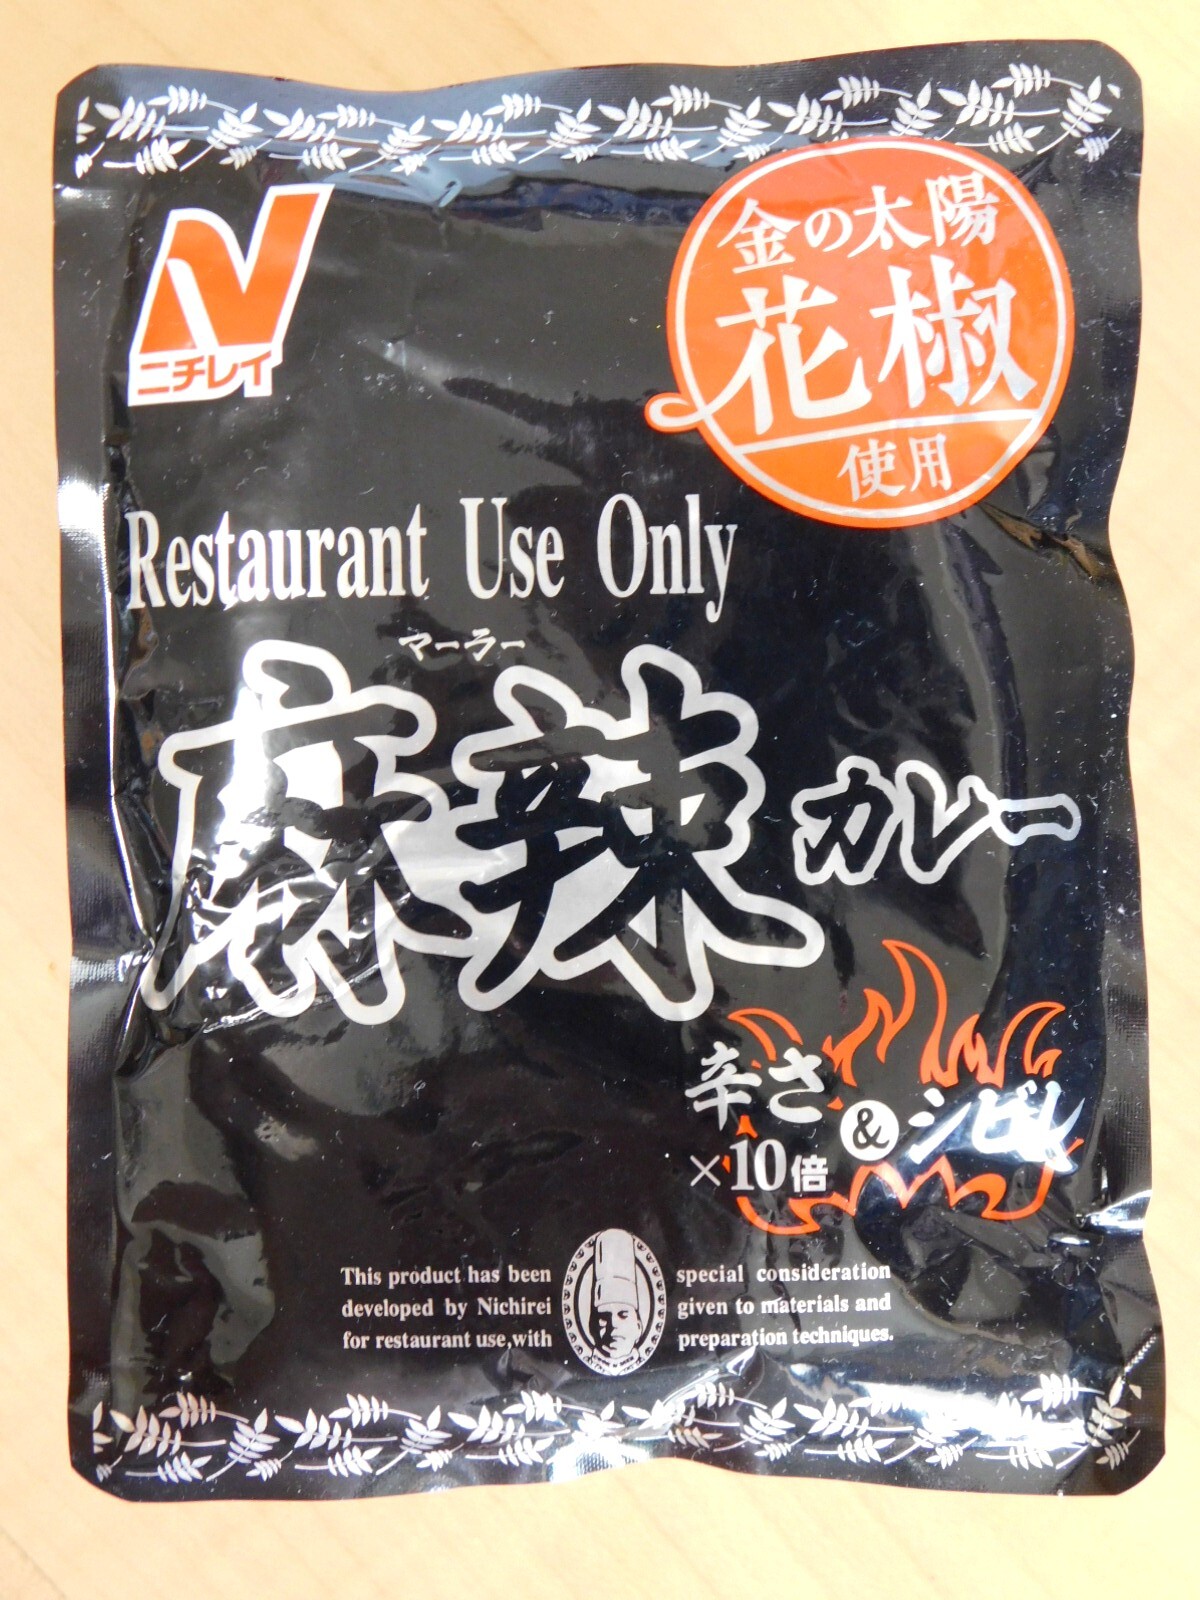 ニチレイ
金の太陽
花椒
使用
Restaurant Use Only
マーラー
麻辣カレー
辛さ
×10倍
&
シビレ
This product has been
developed by Nichirei
for restaurant use,with
special consideration
given to materials and
preparation techniques.